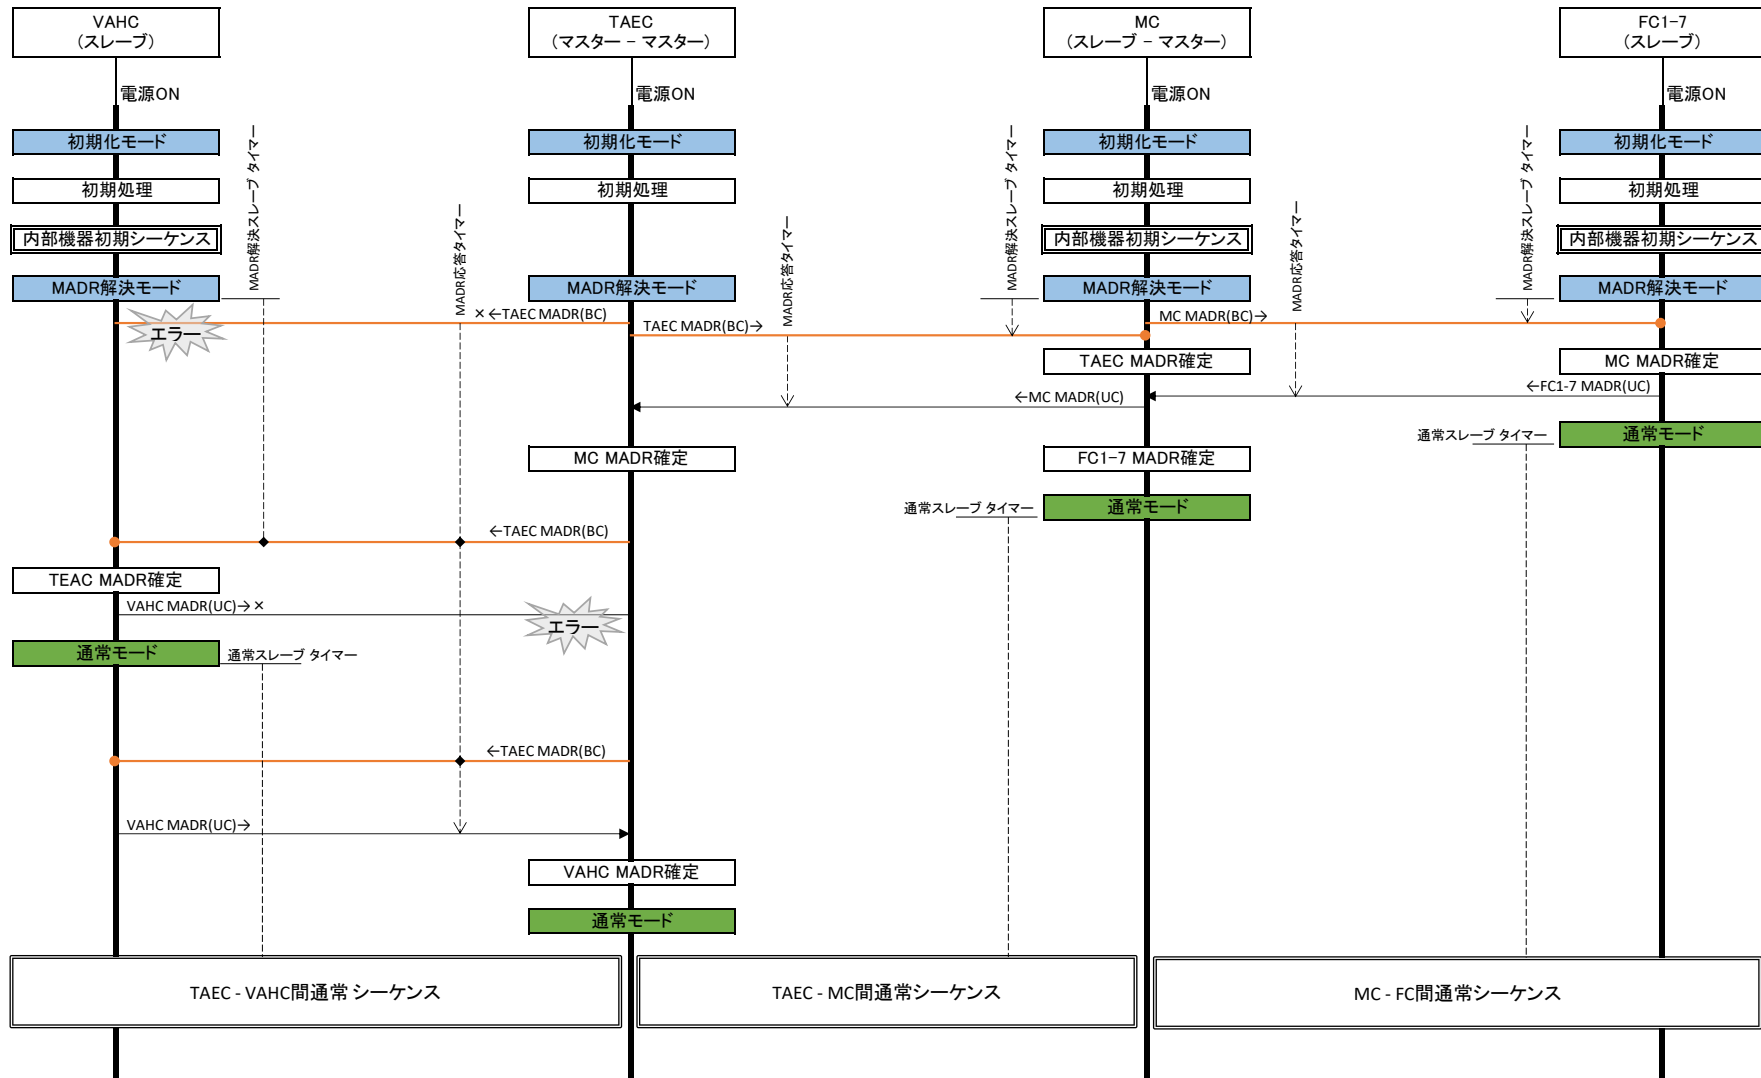 VAHC
（スレーブ）
TAEC
（マスター － マスター）
MC
（スレーブ － マスター）
FC1-7
（スレーブ）
電源ON
電源ON
電源ON
電源ON
初期化モード
初期化モード
初期化モード
初期化モード
初期処理
初期処理
初期処理
初期処理
内部機器初期シーケンス
内部機器初期シーケンス
内部機器初期シーケンス
MADR解決スレーブ タイマー
MADR応答タイマー
MADR応答タイマー
MADR解決スレーブ タイマー
MADR応答タイマー
MADR解決スレーブ タイマー
MADR解決モード
MADR解決モード
MADR解決モード
MADR解決モード
エラー
×←TAEC MADR(BC)
TAEC MADR(BC)→
MC MADR(BC)→
TAEC MADR確定
MC MADR確定
←MC MADR(UC)
←FC1-7 MADR(UC)
通常スレーブ タイマー
通常モード
MC MADR確定
FC1-7 MADR確定
通常スレーブ タイマー
通常モード
←TAEC MADR(BC)
TEAC MADR確定
VAHC MADR(UC)→×
エラー
通常モード
通常スレーブ タイマー
←TAEC MADR(BC)
VAHC MADR(UC)→
VAHC MADR確定
通常モード
TAEC - VAHC間通常 シーケンス
TAEC - MC間通常シーケンス
MC - FC間通常シーケンス